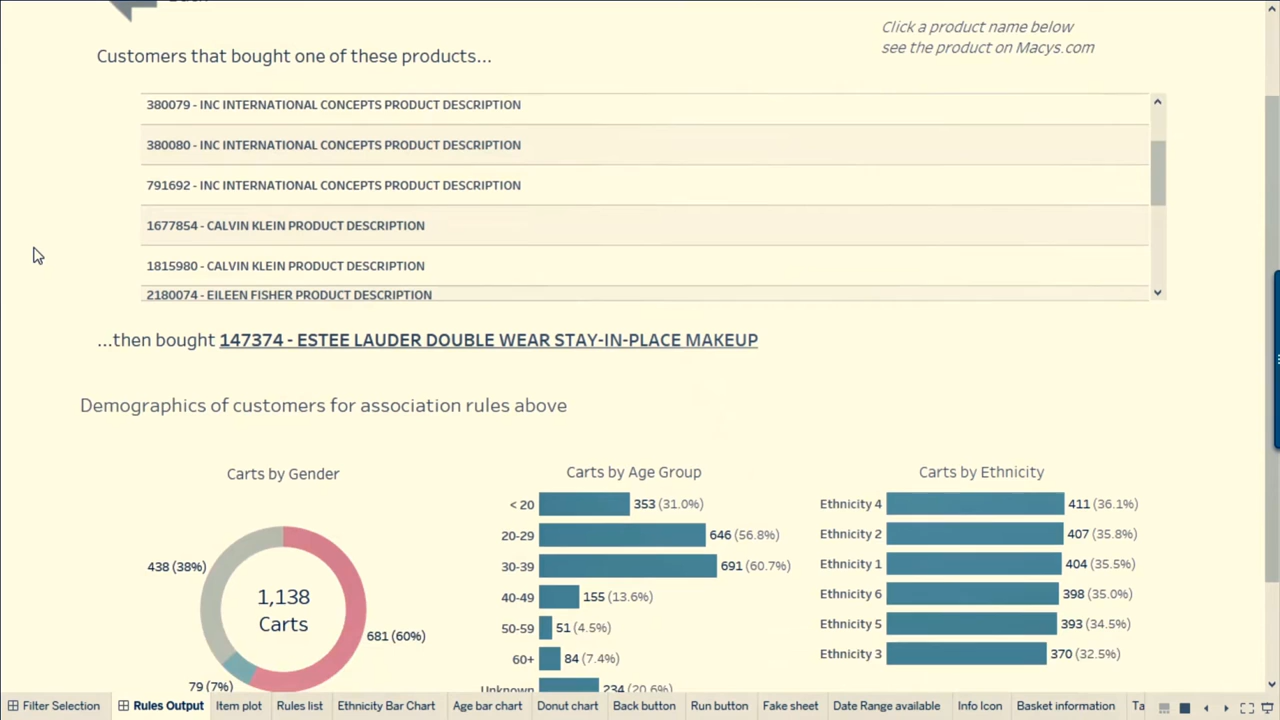 Click a product name below
see the product on Macys.com
Customers that bought one of these products...
380079 - INC INTERNATIONAL CONCEPTS PRODUCT DESCRIPTION
380080 - INC INTERNATIONAL CONCEPTS PRODUCT DESCRIPTION
791692 - INC INTERNATIONAL CONCEPTS PRODUCT DESCRIPTION
1677854 - CALVIN KLEIN PRODUCT DESCRIPTION
1815980 - CALVIN KLEIN PRODUCT DESCRIPTION
2180074 - EILEEN FISHER PRODUCT DESCRIPTION
...then bought 147374 - ESTEE LAUDER DOUBLE WEAR STAY-IN-PLACE MAKEUP
Demographics of customers for association rules above
Carts by Gender
438 (38%)
1,138
Carts
681 (60%)
79 (7%)
Carts by Age Group
< 20 353 (31.0%)
20-29 646 (56.8%)
30-39 691 (60.7%)
40-49 155 (13.6%)
50-59 51 (4.5%)
60+ 84 (7.4%)
Unknown 234 (20.6%)
Carts by Ethnicity
Ethnicity 4 411 (36.1%)
Ethnicity 2 407 (35.8%)
Ethnicity 1 404 (35.5%)
Ethnicity 6 398 (35.0%)
Ethnicity 5 393 (34.5%)
Ethnicity 3 370 (32.5%)
Filter Selection Rules Output Item plot Rules list Ethnicity Bar Chart Age bar chart Donut chart Back button Run button Fake sheet Date Range available Info Icon Basket information Ta